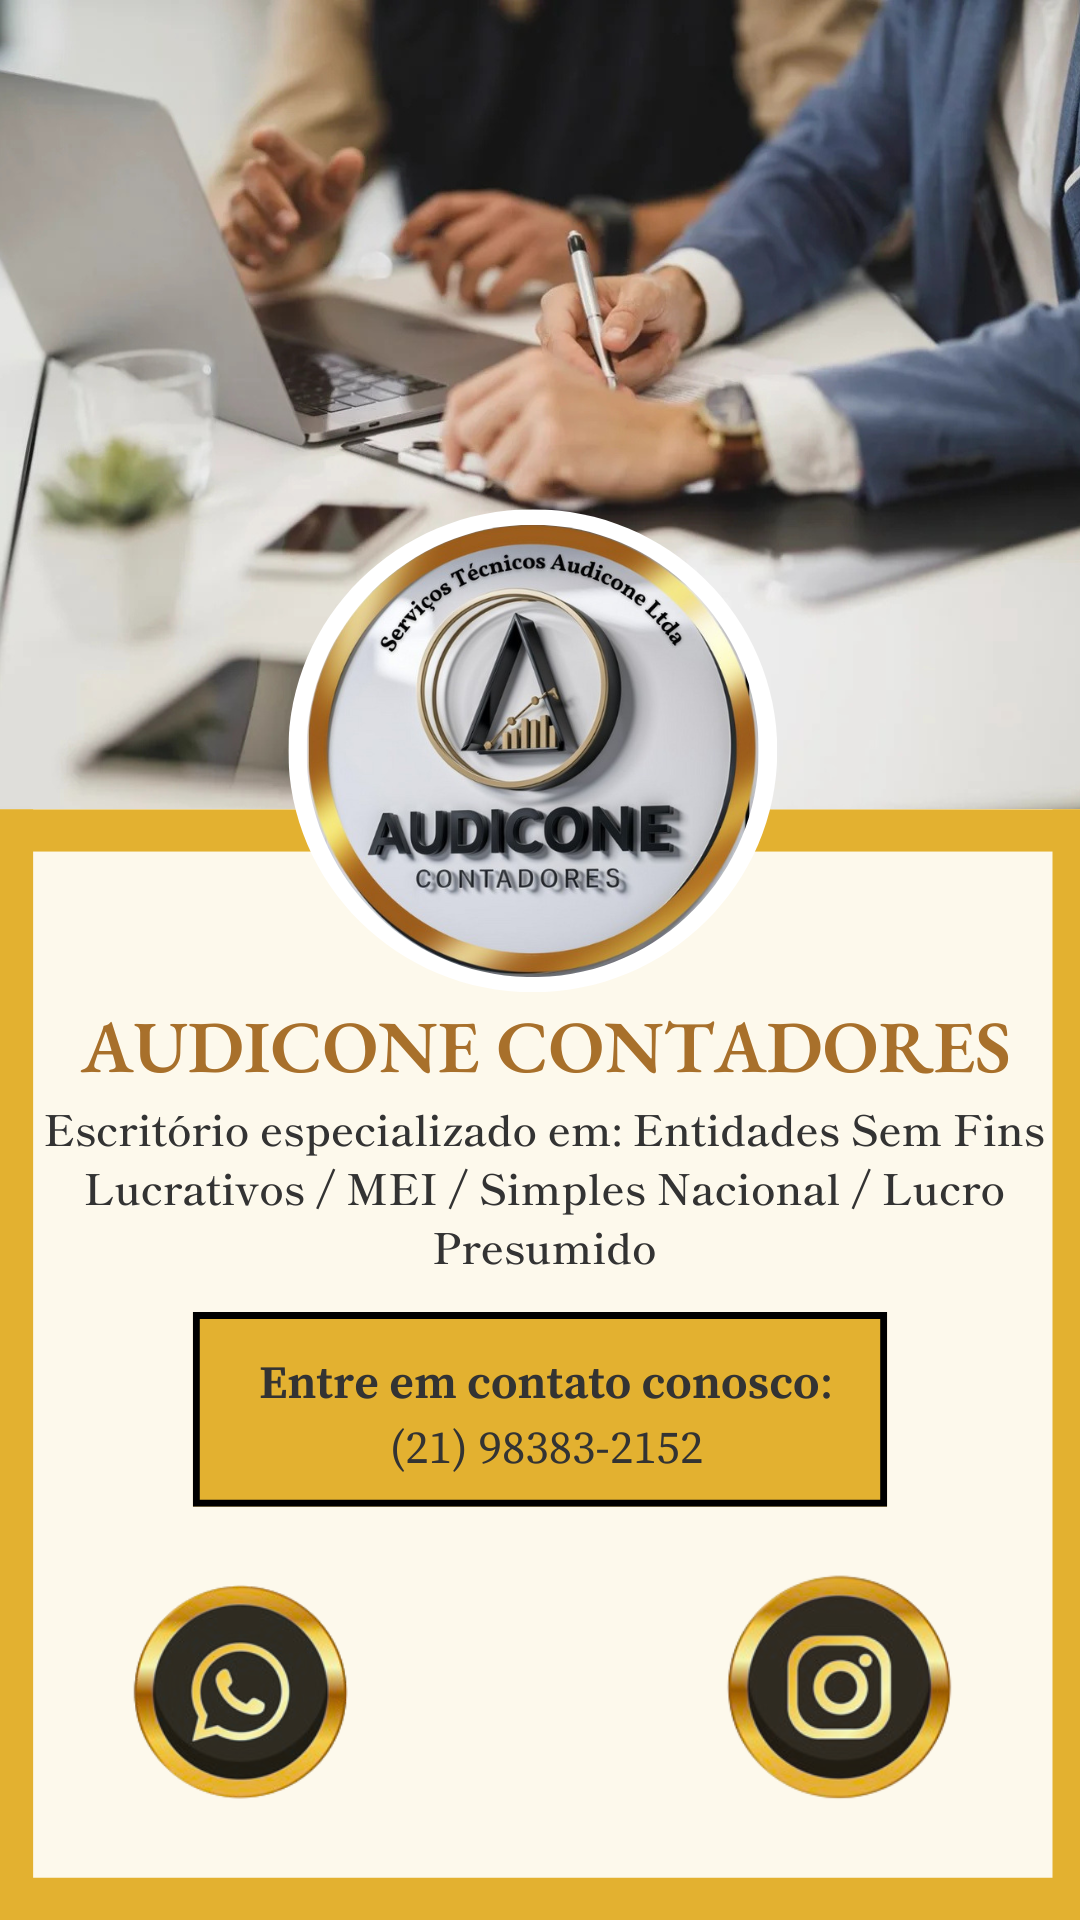 Serviços Técnicos Audicone Ltda
AUDICONE
CONTADORES
AUDICONE CONTADORES
Escritório especializado em: Entidades Sem Fins
Lucrativos / MEI / Simples Nacional / Lucro
Presumido
Entre em contato conosco:
(21) 98383-2152